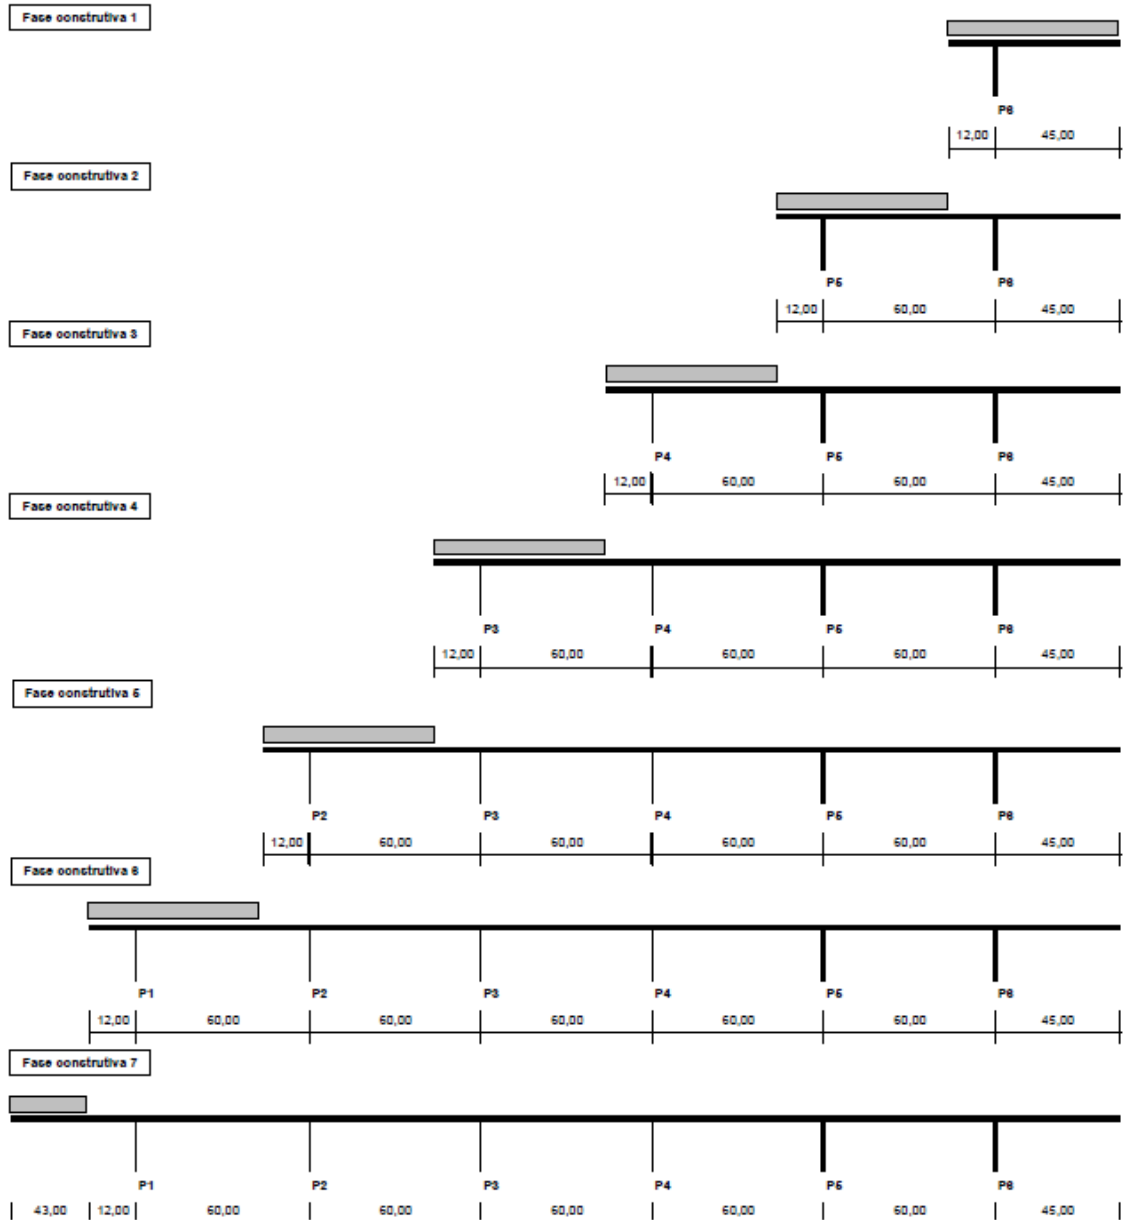 Fase construtiva 1
P6
12,00 45,00
Fase construtiva 2
P5 P6
12,00 60,00 45,00
Fase construtiva 3
P4 P5 P6
12,00 60,00 60,00 45,00
Fase construtiva 4
P3 P4 P5 P6
12,00 60,00 60,00 60,00 45,00
Fase construtiva 5
P2 P3 P4 P5 P6
12,00 60,00 60,00 60,00 60,00 45,00
Fase construtiva 6
P1 P2 P3 P4 P5 P6
12,00 60,00 60,00 60,00 60,00 60,00 45,00
Fase construtiva 7
P1 P2 P3 P4 P5 P6
43,00 12,00 60,00 60,00 60,00 60,00 60,00 45,00